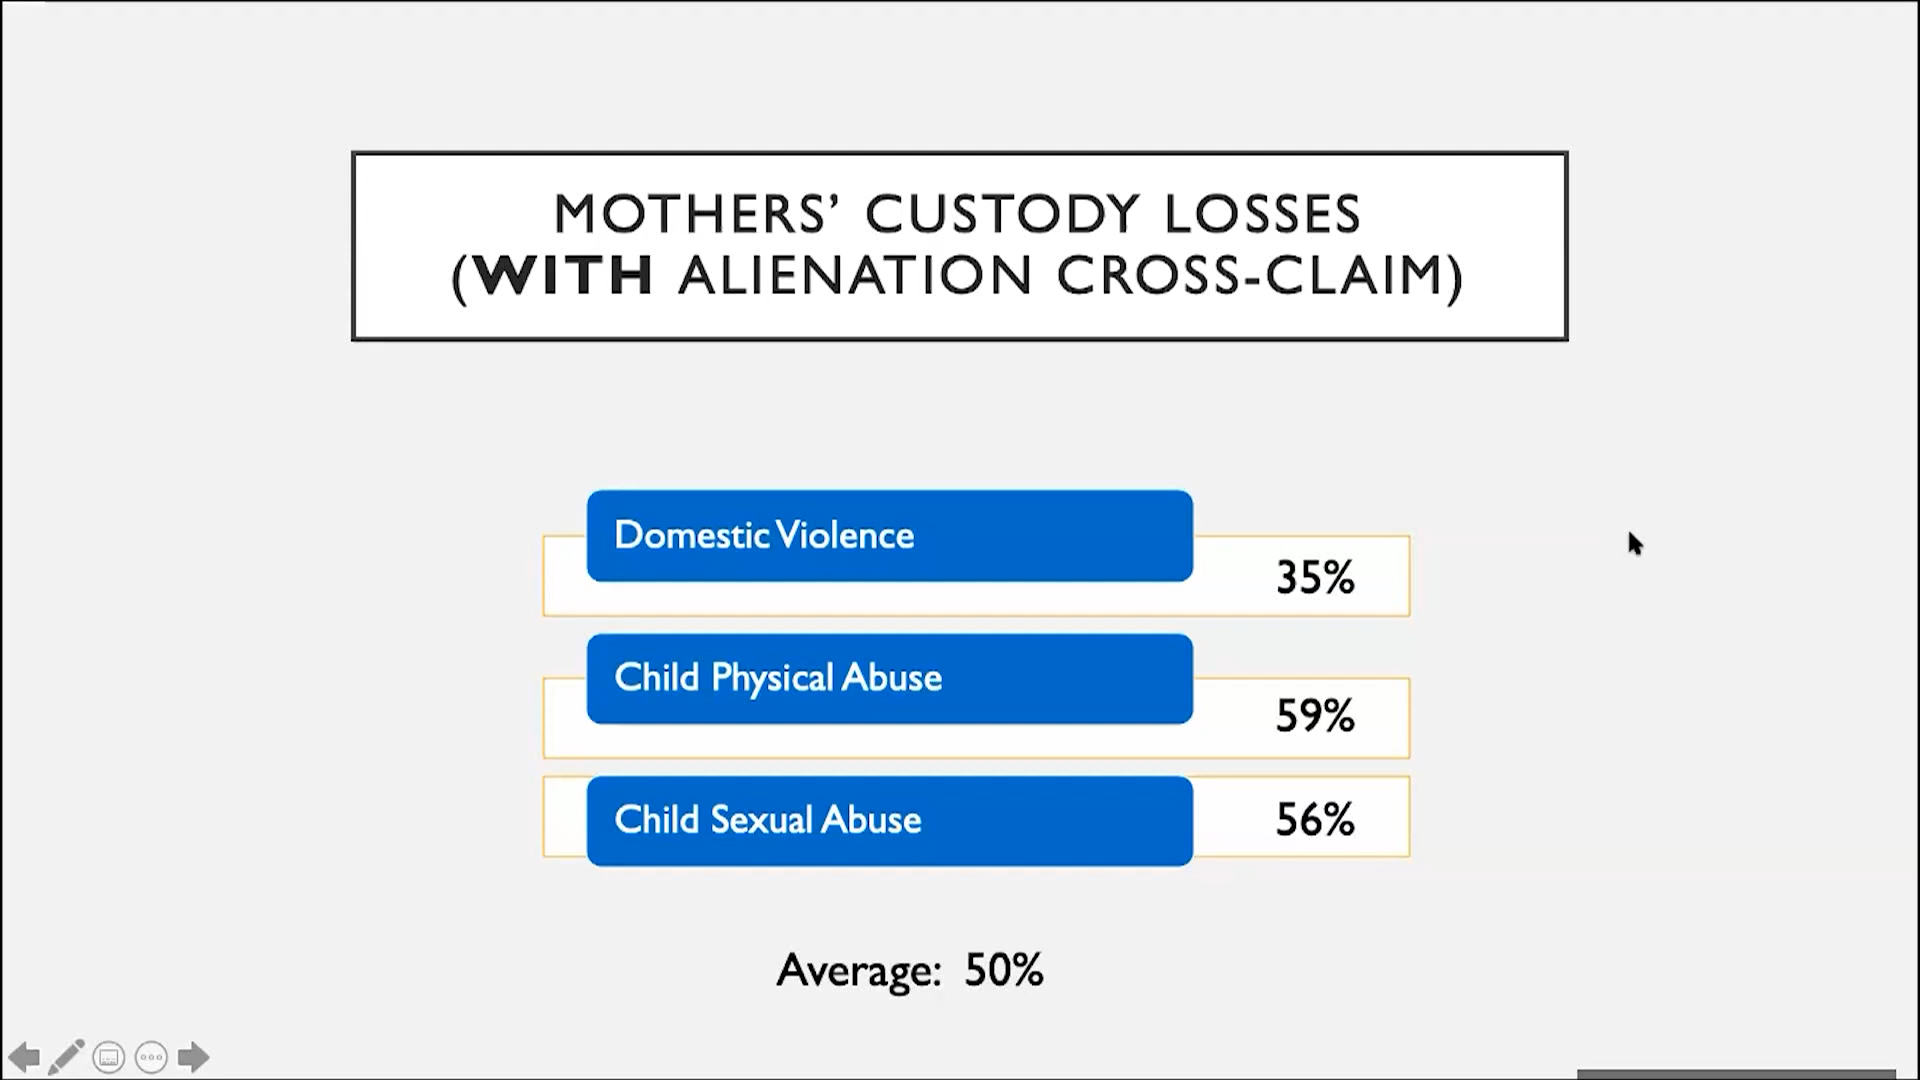 MOTHERS’ CUSTODY LOSSES
(WITH ALIENATION CROSS-CLAIM)
Domestic Violence
35%
Child Physical Abuse
59%
Child Sexual Abuse
56%
Average: 50%